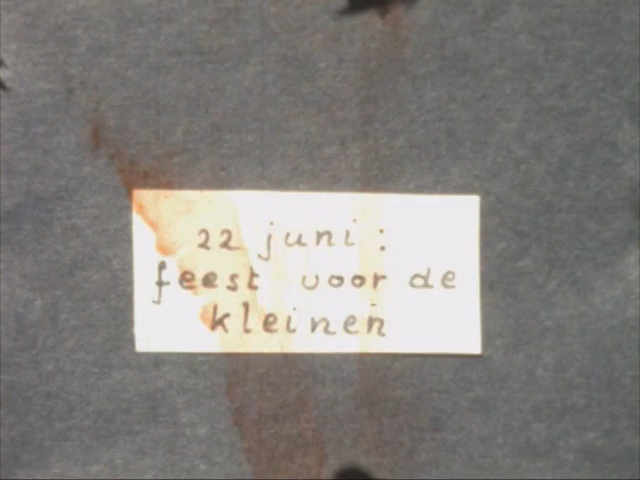 22 juni :
feest voor de
kleinen